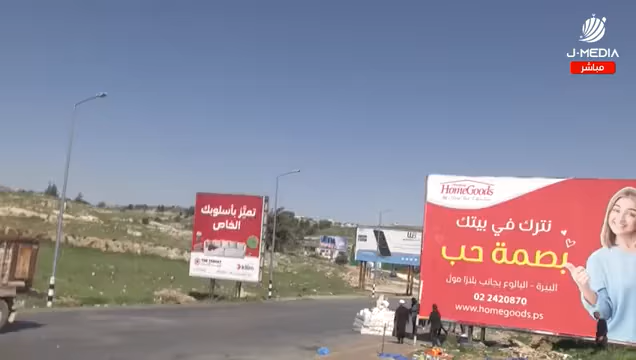 J-MEDIA
مباشر
تميّز بأسلوبك
الخاص
HomeGoods
نترك في بيتك
بصمة حب
البيرة - البالوع بجانب بلازا مول
02 2420870
www.homegoods.ps